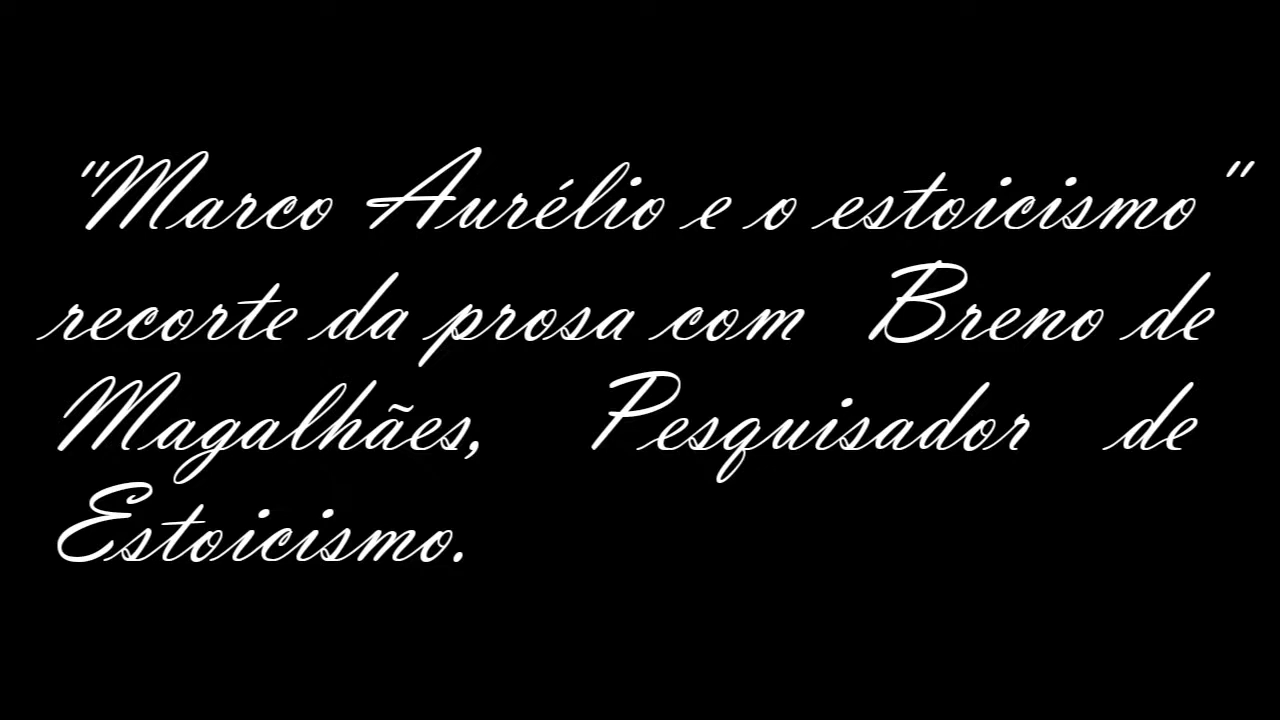 "Marco Aurélio e o estoicismo"
recorte da prosa com Breno de
Magalhães, Pesquisador de
Estoicismo.